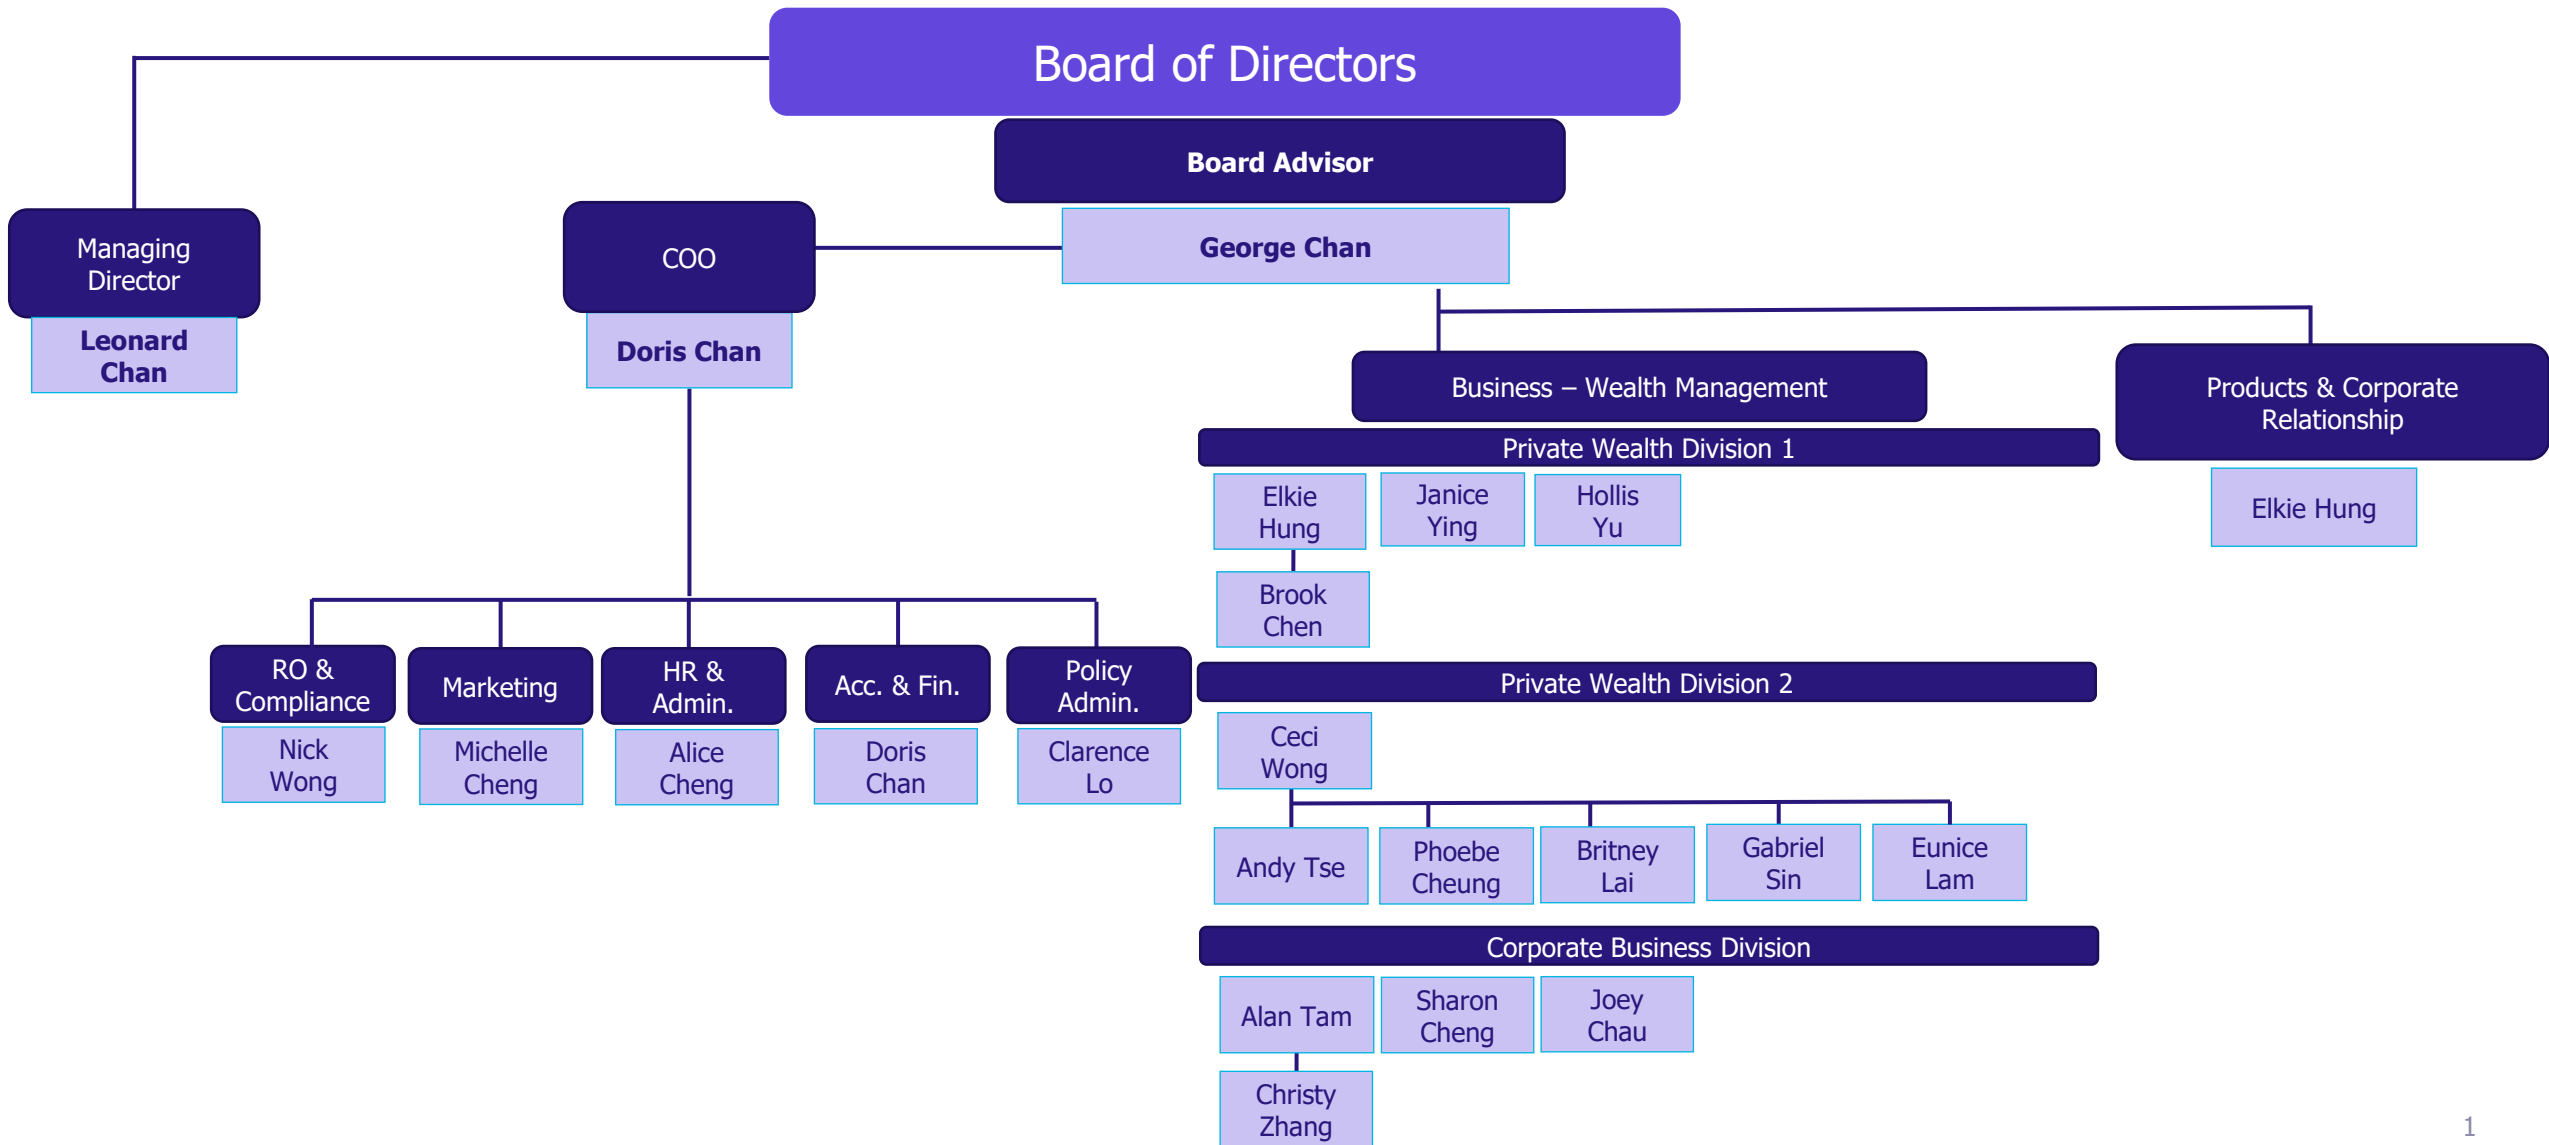 Board of Directors
Board Advisor
George Chan
Managing
Director
Leonard
Chan
COO
Doris Chan
Business – Wealth Management
Products & Corporate
Relationship
Elkie Hung
Private Wealth Division 1
Elkie
Hung
Janice
Ying
Hollis
Yu
Brook
Chen
RO &
Compliance
Nick
Wong
Marketing
Michelle
Cheng
HR &
Admin.
Alice
Cheng
Acc. & Fin.
Doris
Chan
Policy
Admin.
Clarence
Lo
Private Wealth Division 2
Ceci
Wong
Andy Tse
Phoebe
Cheung
Britney
Lai
Gabriel
Sin
Eunice
Lam
Corporate Business Division
Alan Tam
Sharon
Cheng
Joey
Chau
Christy
Zhang
1